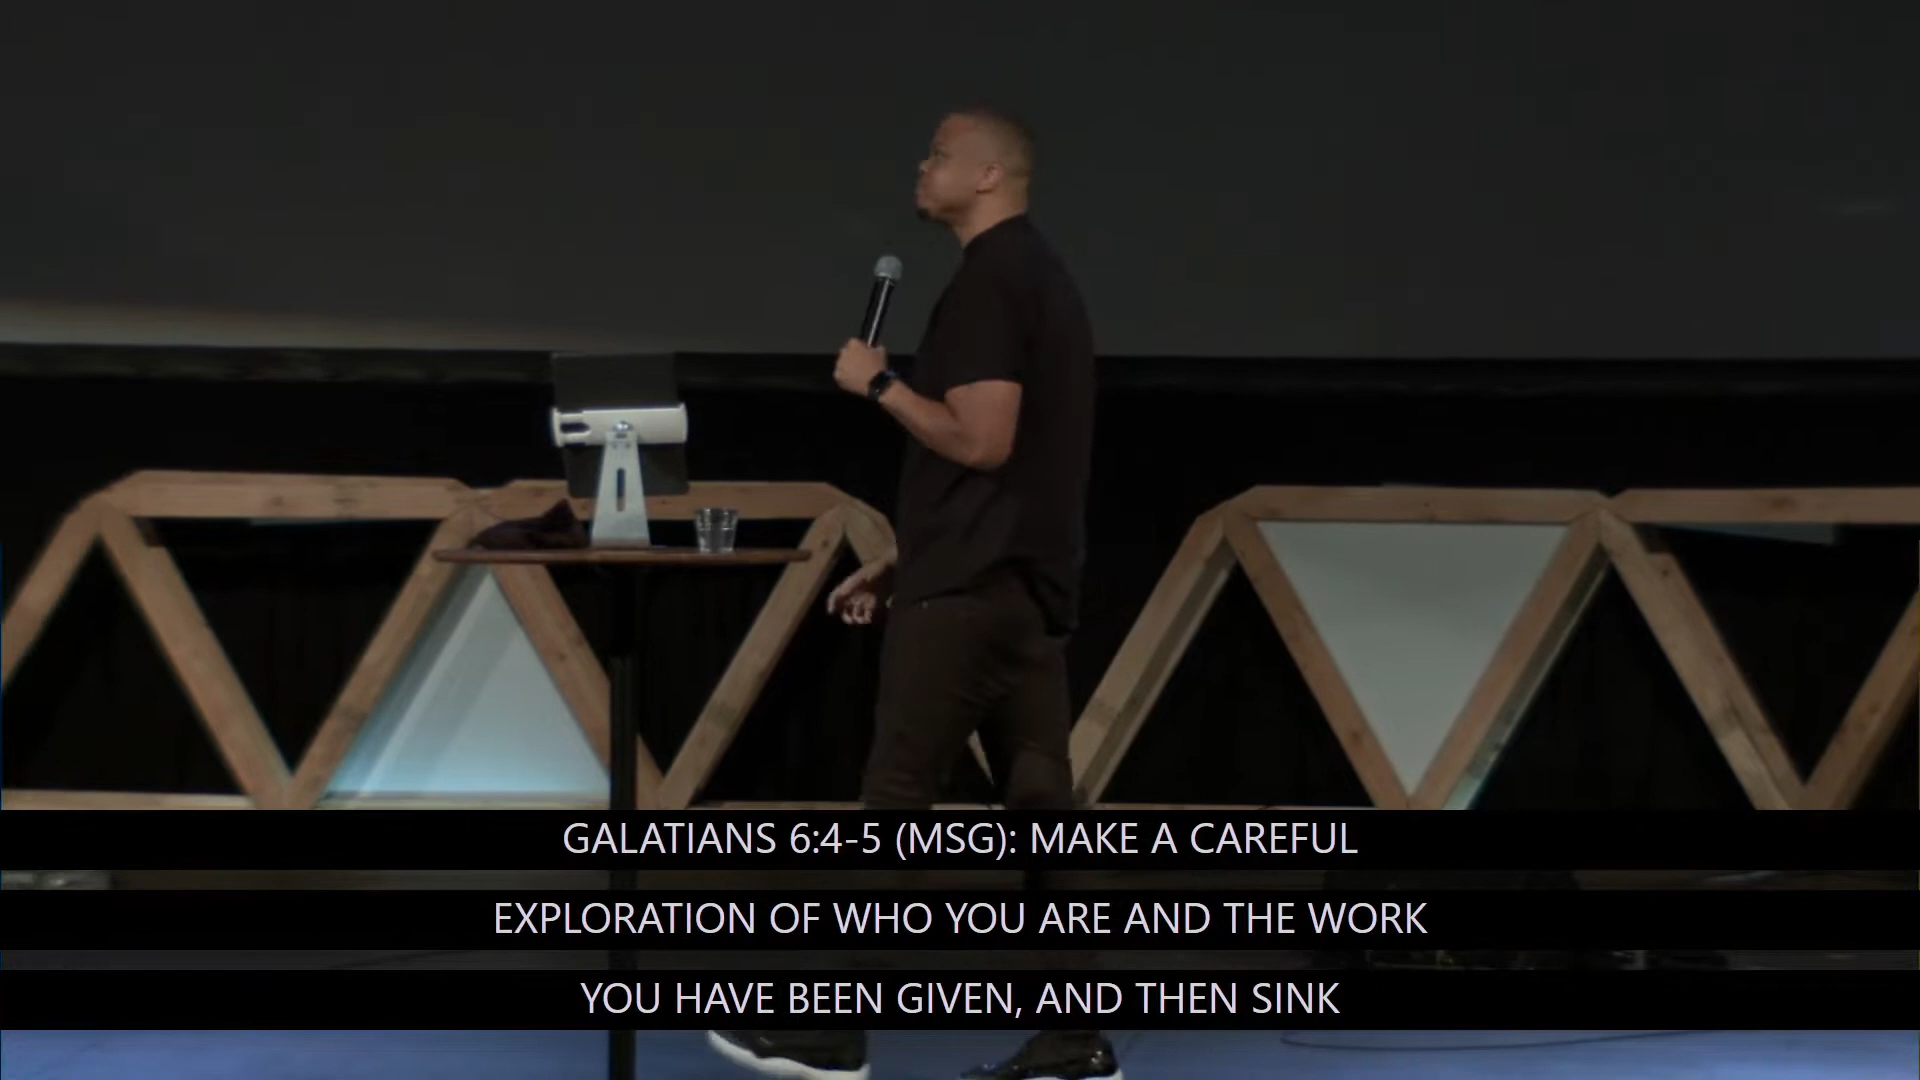 GALATIANS 6:4-5 (MSG): MAKE A CAREFUL
EXPLORATION OF WHO YOU ARE AND THE WORK
YOU HAVE BEEN GIVEN, AND THEN SINK